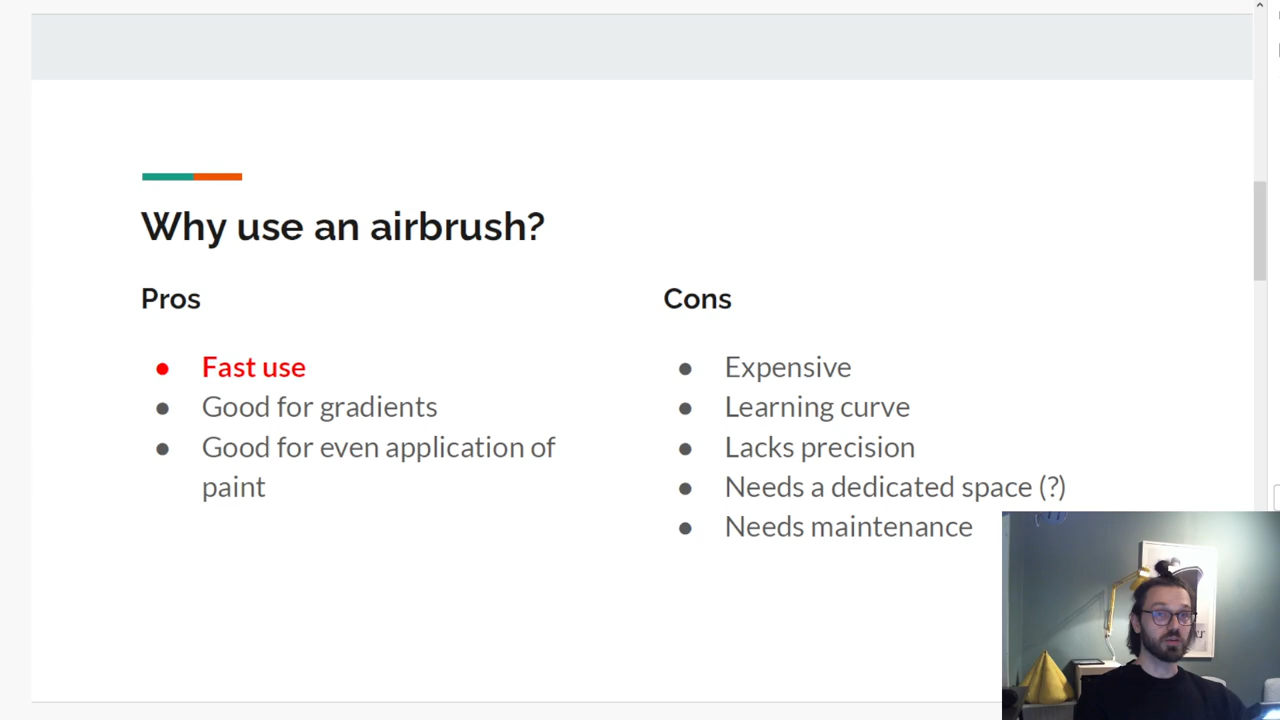 Why use an airbrush?
Pros
Fast use
Good for gradients
Good for even application of
paint
Cons
Expensive
Learning curve
Lacks precision
Needs a dedicated space (?)
Needs maintenance